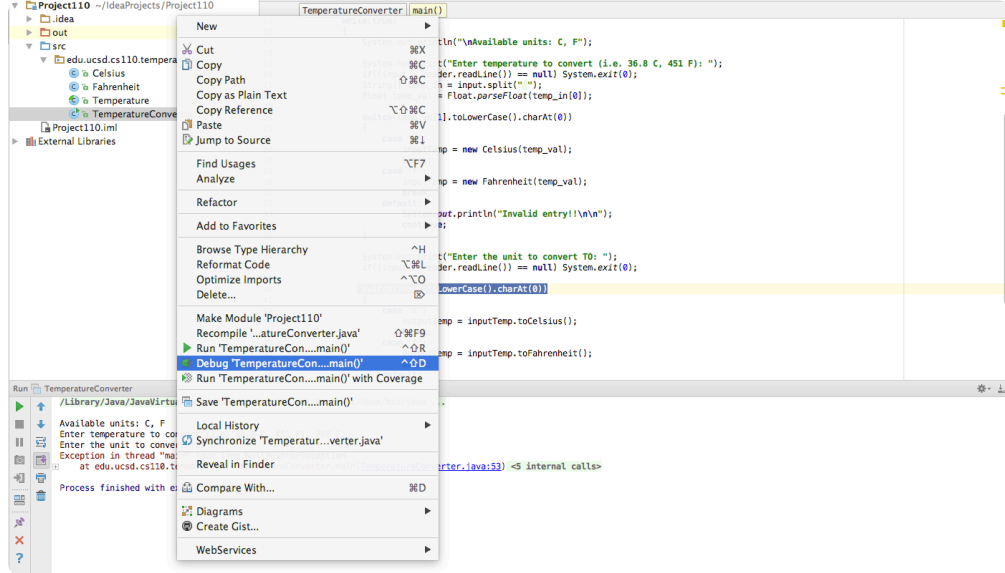 Project110 ~/IdeaProjects/Project110
.idea
out
src
edu.ucsd.cs110.tempera
Celsius
Fahrenheit
Temperature
TemperatureConve
Project110.iml
External Libraries
New
Cut ⌘X
Copy ⌘C
Copy Path ⇧⌘C
Copy as Plain Text
Copy Reference ⌥⇧⌘C
Paste ⌘V
Jump to Source ⌘↓
Find Usages ⌥F7
Analyze
Refactor
Add to Favorites
Browse Type Hierarchy ^H
Reformat Code ⌥⌘L
Optimize Imports ^⌥O
Delete... ⌦
Make Module 'Project110'
Recompile '...atureConverter.java' ⇧⌘F9
Run 'TemperatureCon....main()' ^⇧R
Debug 'TemperatureCon....main()' ^⇧D
Run 'TemperatureCon....main()' with Coverage
Save 'TemperatureCon....main()'
Local History
Synchronize 'Temperatur...verter.java'
Reveal in Finder
Compare With... ⌘D
Diagrams
Create Gist...
WebServices
TemperatureConverter main()
tln("\nAvailable units: C, F");
t("Enter temperature to convert (i.e. 36.8 C, 451 F): ");
der.readLine()) == null) System.exit(0);
n = input.split(" ");
= Float.parseFloat(temp_in[0]);
1].toLowerCase().charAt(0))
mp = new Celsius(temp_val);
mp = new Fahrenheit(temp_val);
out.println("Invalid entry!!\n\n");
e;
t("Enter the unit to convert TO: ");
der.readLine()) == null) System.exit(0);
LowerCase().charAt(0))
emp = inputTemp.toCelsius();
emp = inputTemp.toFahrenheit();
Run TemperatureConverter
/Library/Java/JavaVirtua ...
Available units: C, F
Enter temperature to con
Enter the unit to conver
Exception in thread "mai
at edu.ucsd.cs110.te erter.java:53) <5 internal calls>
Process finished with ex